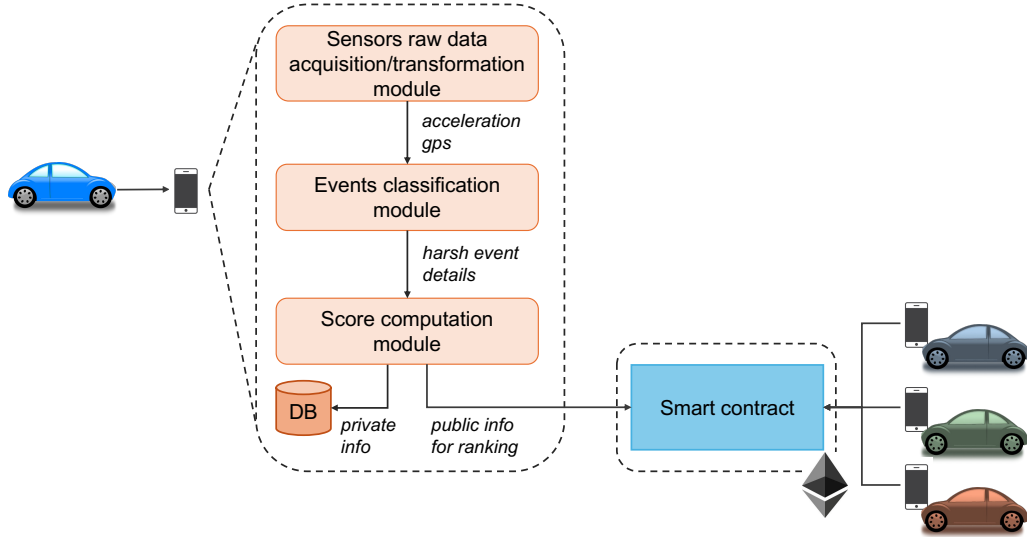 Sensors raw data
acquisition/transformation
module
acceleration
gps
Events classification
module
harsh event
details
Score computation
module
DB
private
info
public info
for ranking
Smart contract